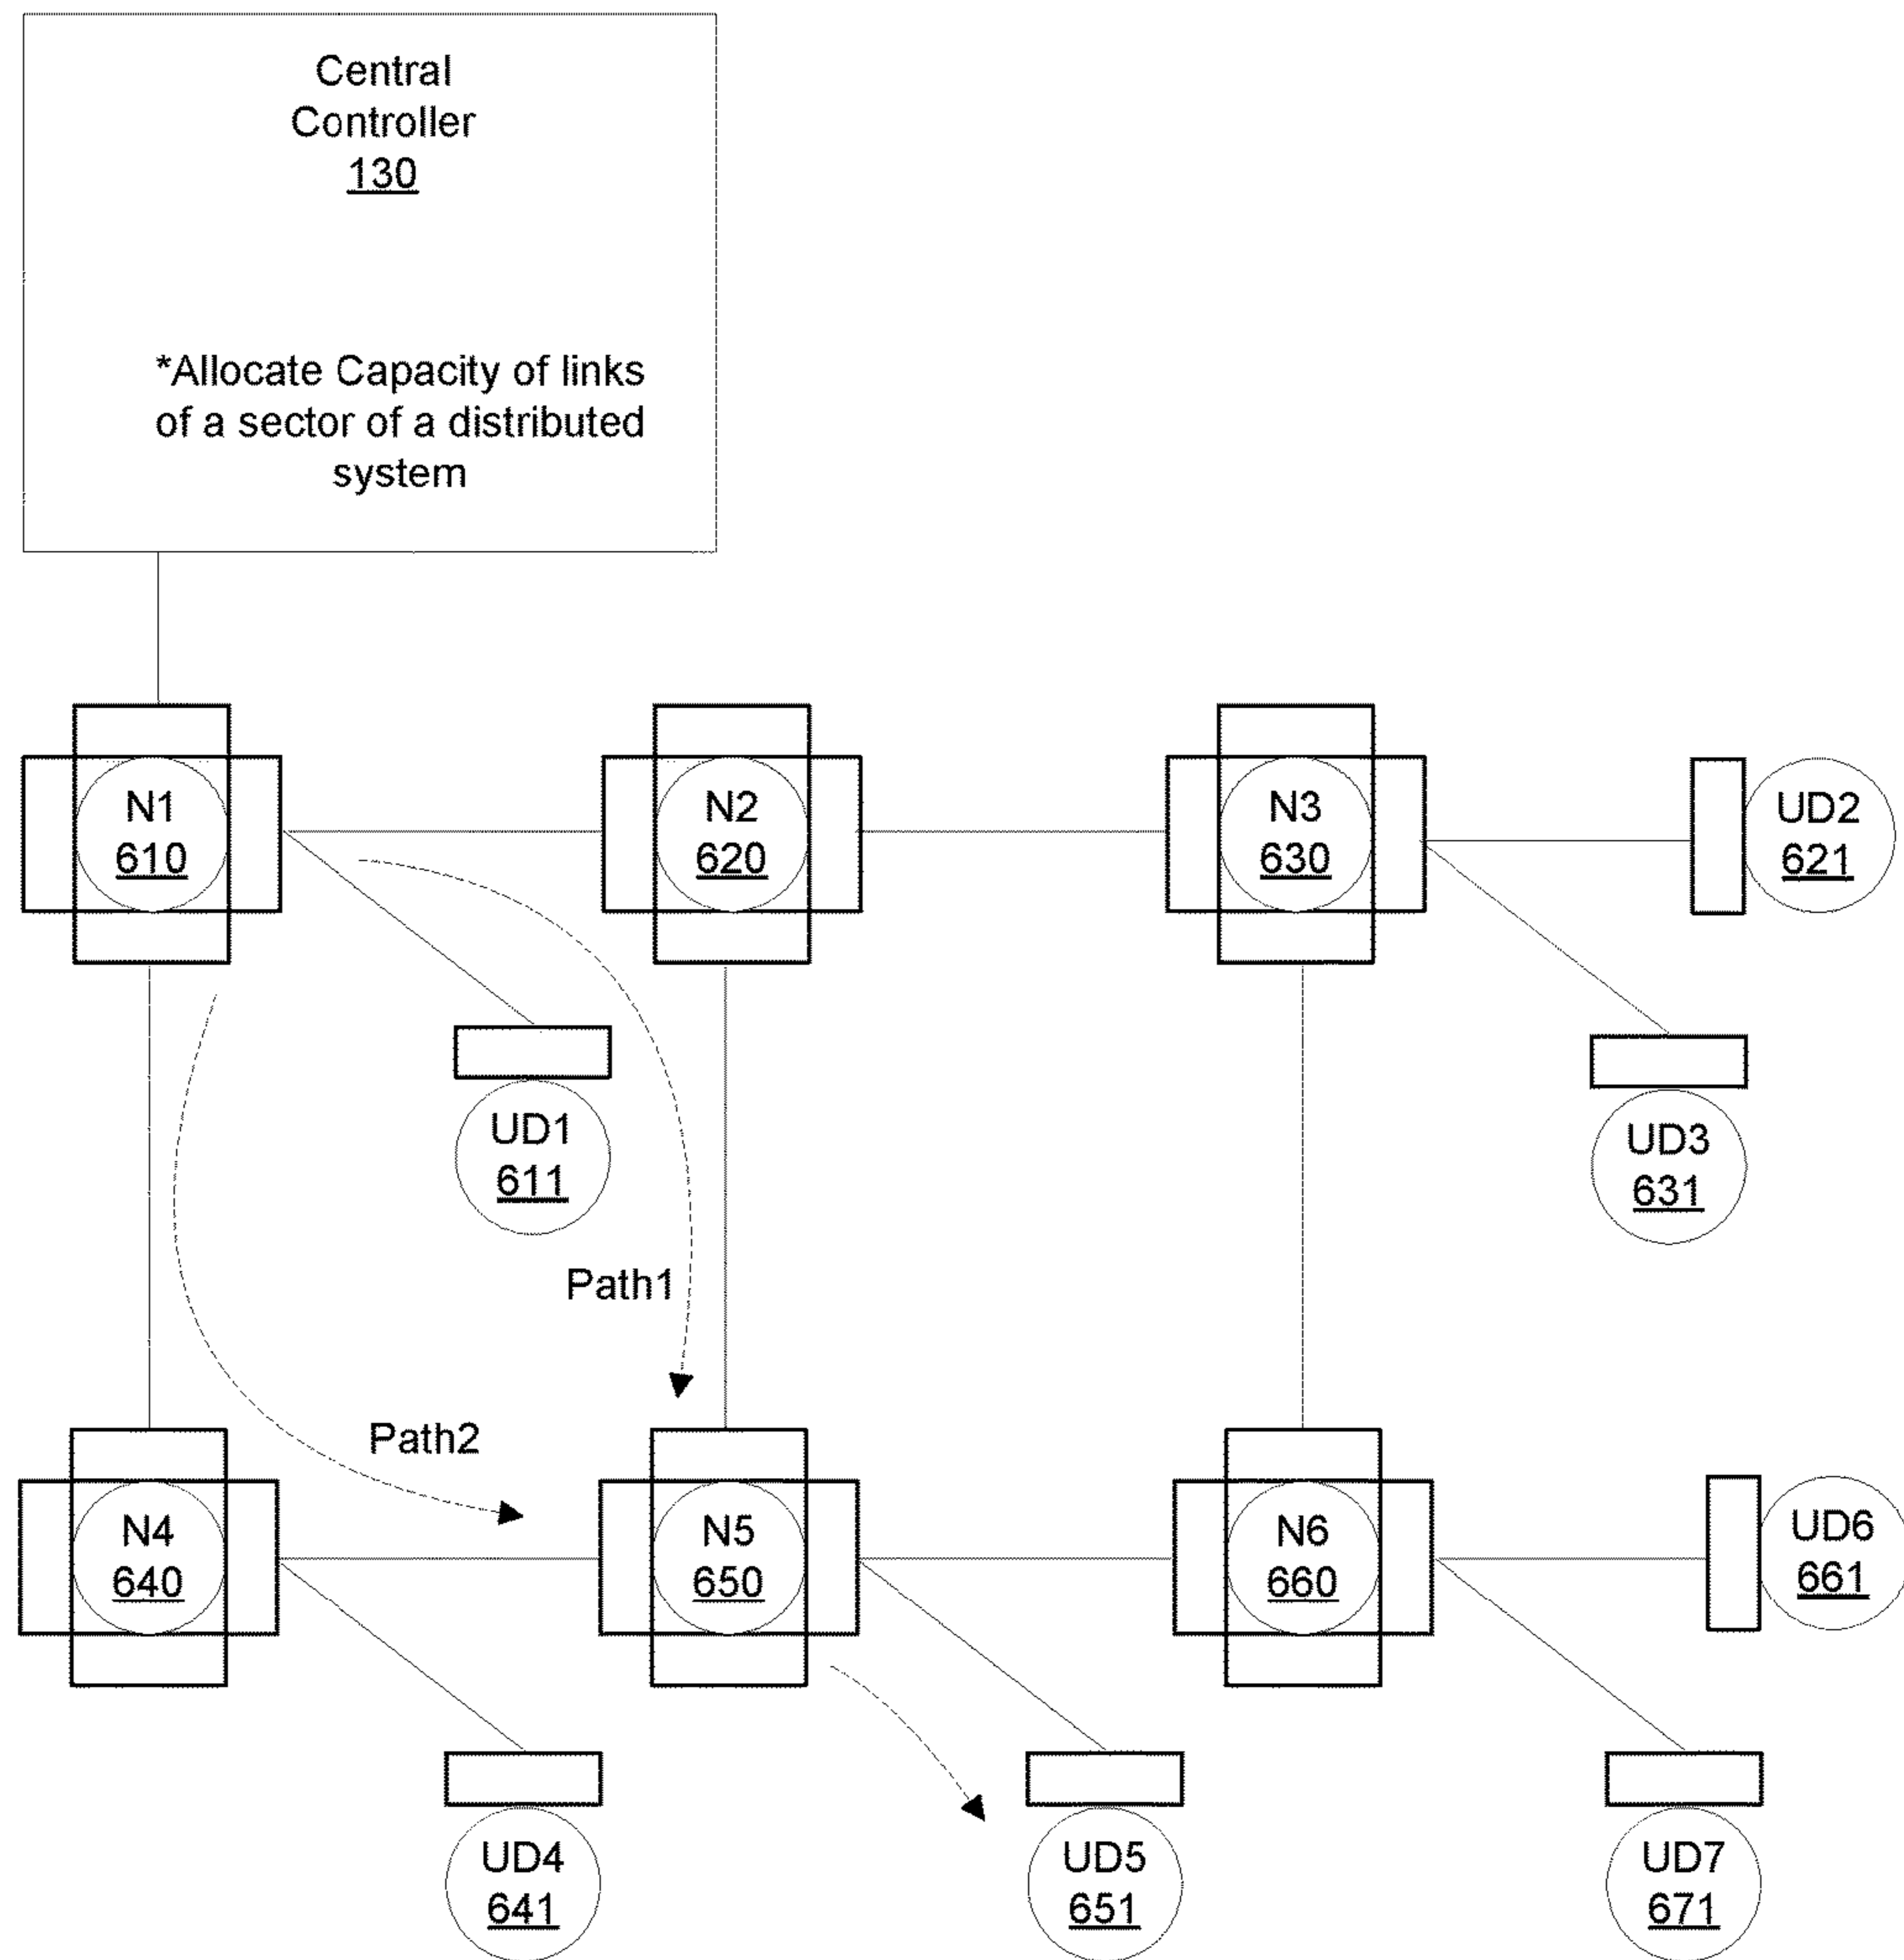 Central
Controller
130
*Allocate Capacity of links
of a sector of a distributed
system
N1
610
N2
620
N3
630
UD2
621
UD1
611
UD3
631
Path1
Path2
N4
640
N5
650
N6
660
UD6
661
UD4
641
UD5
651
UD7
671